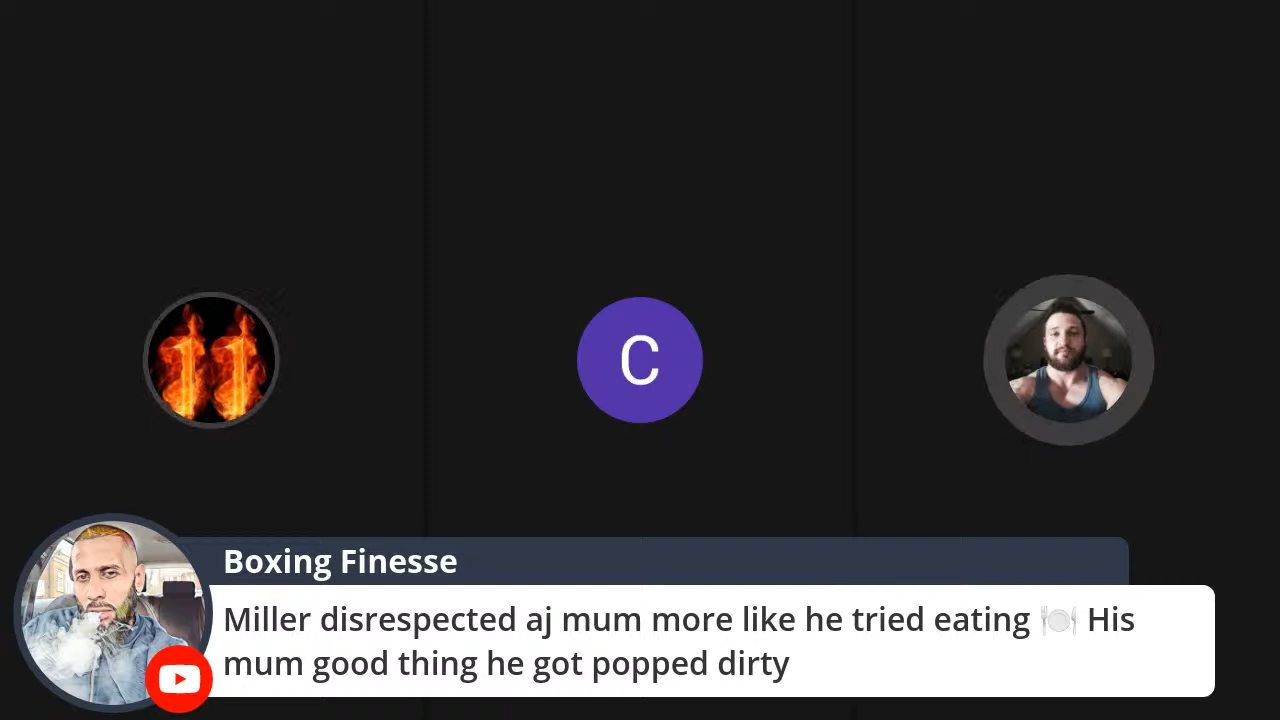 C
Boxing Finesse
Miller disrespected aj mum more like he tried eating 🍽️ His
mum good thing he got popped dirty